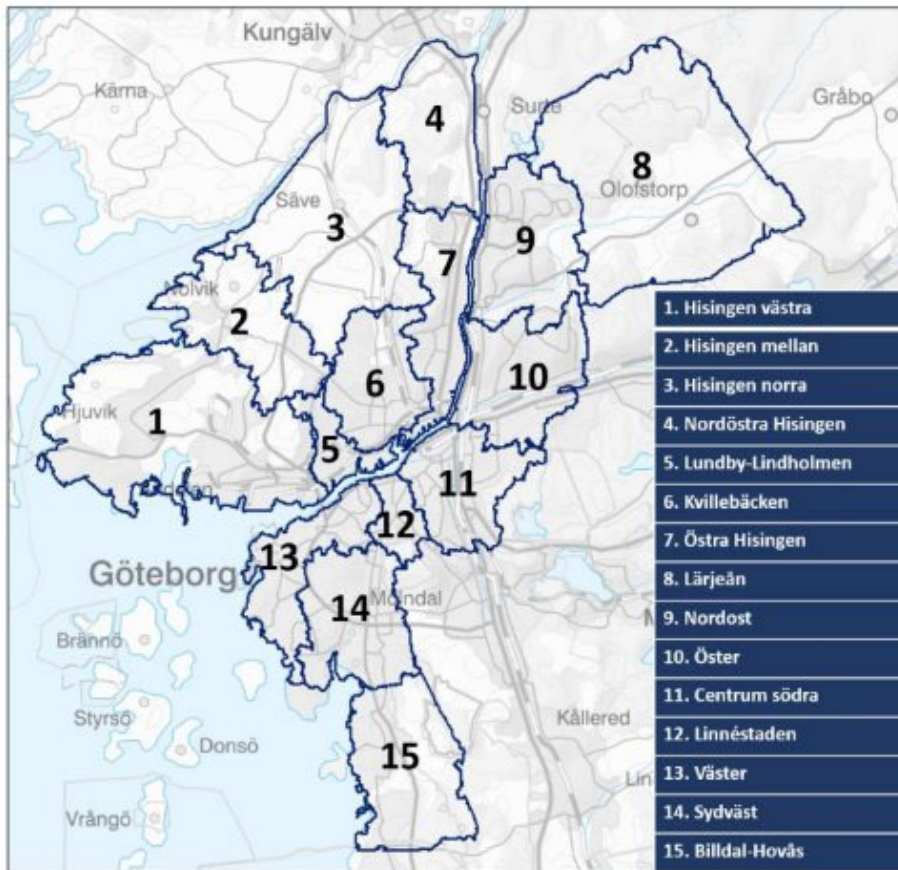 Kungälv
Kärna
4
Surte
Gråbo
8
Olofstorp
Säve
3
9
7
Nolvik
2
1. Hisingen västra
2. Hisingen mellan
3. Hisingen norra
4. Nordöstra Hisingen
5. Lundby-Lindholmen
6. Kvillebäcken
7. Östra Hisingen
8. Lärjeån
9. Nordost
10. Öster
11. Centrum södra
12. Linnéstaden
13. Väster
14. Sydväst
15. Billdal-Hovås
10
6
1
Hjuvik
5
11
12
13
Göteborg
14
Mölndal
Brännö
Styrsö
Donsö
Kållered
15
Vrångö